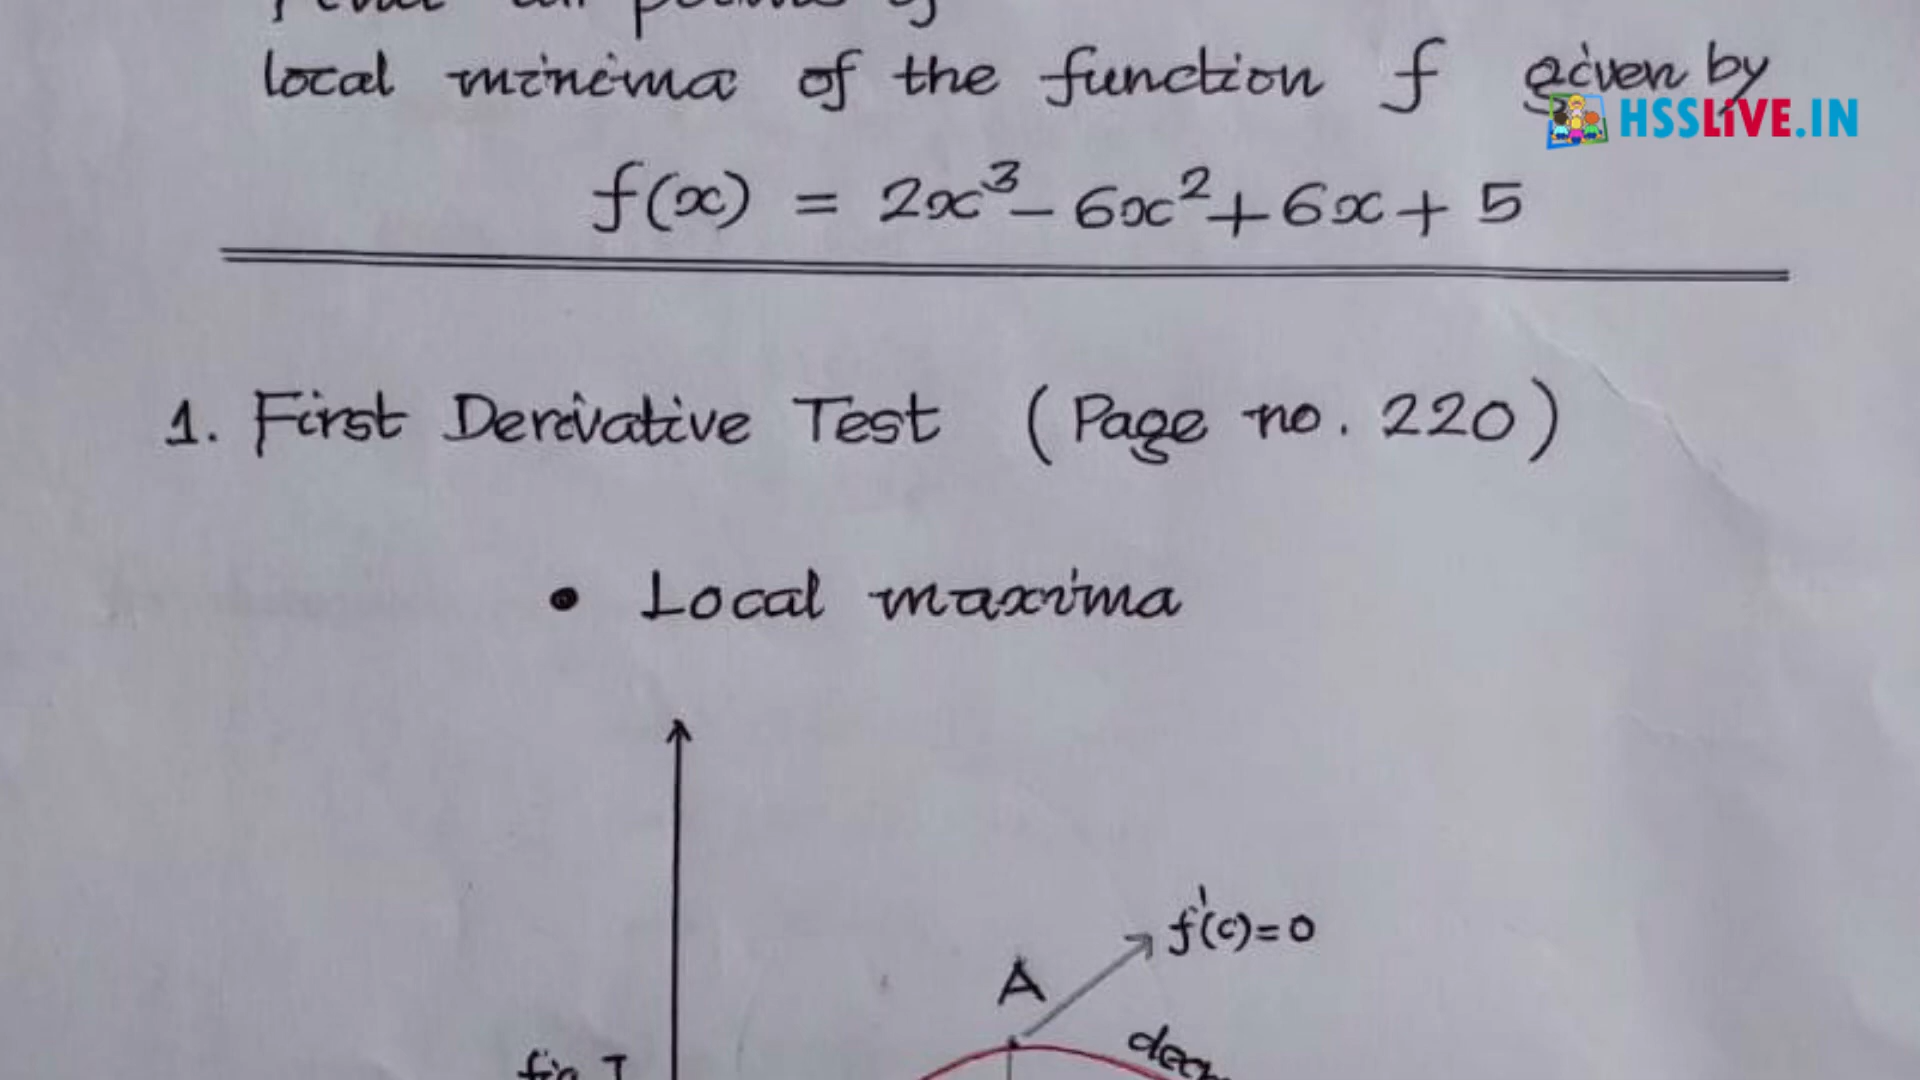 local minima of the function f given by
HSSLIVE.IN
f(x) = 2x³ - 6x² + 6x + 5
1. First Derivative Test (Page no. 220)
• Local maxima
f'(c) = 0
A